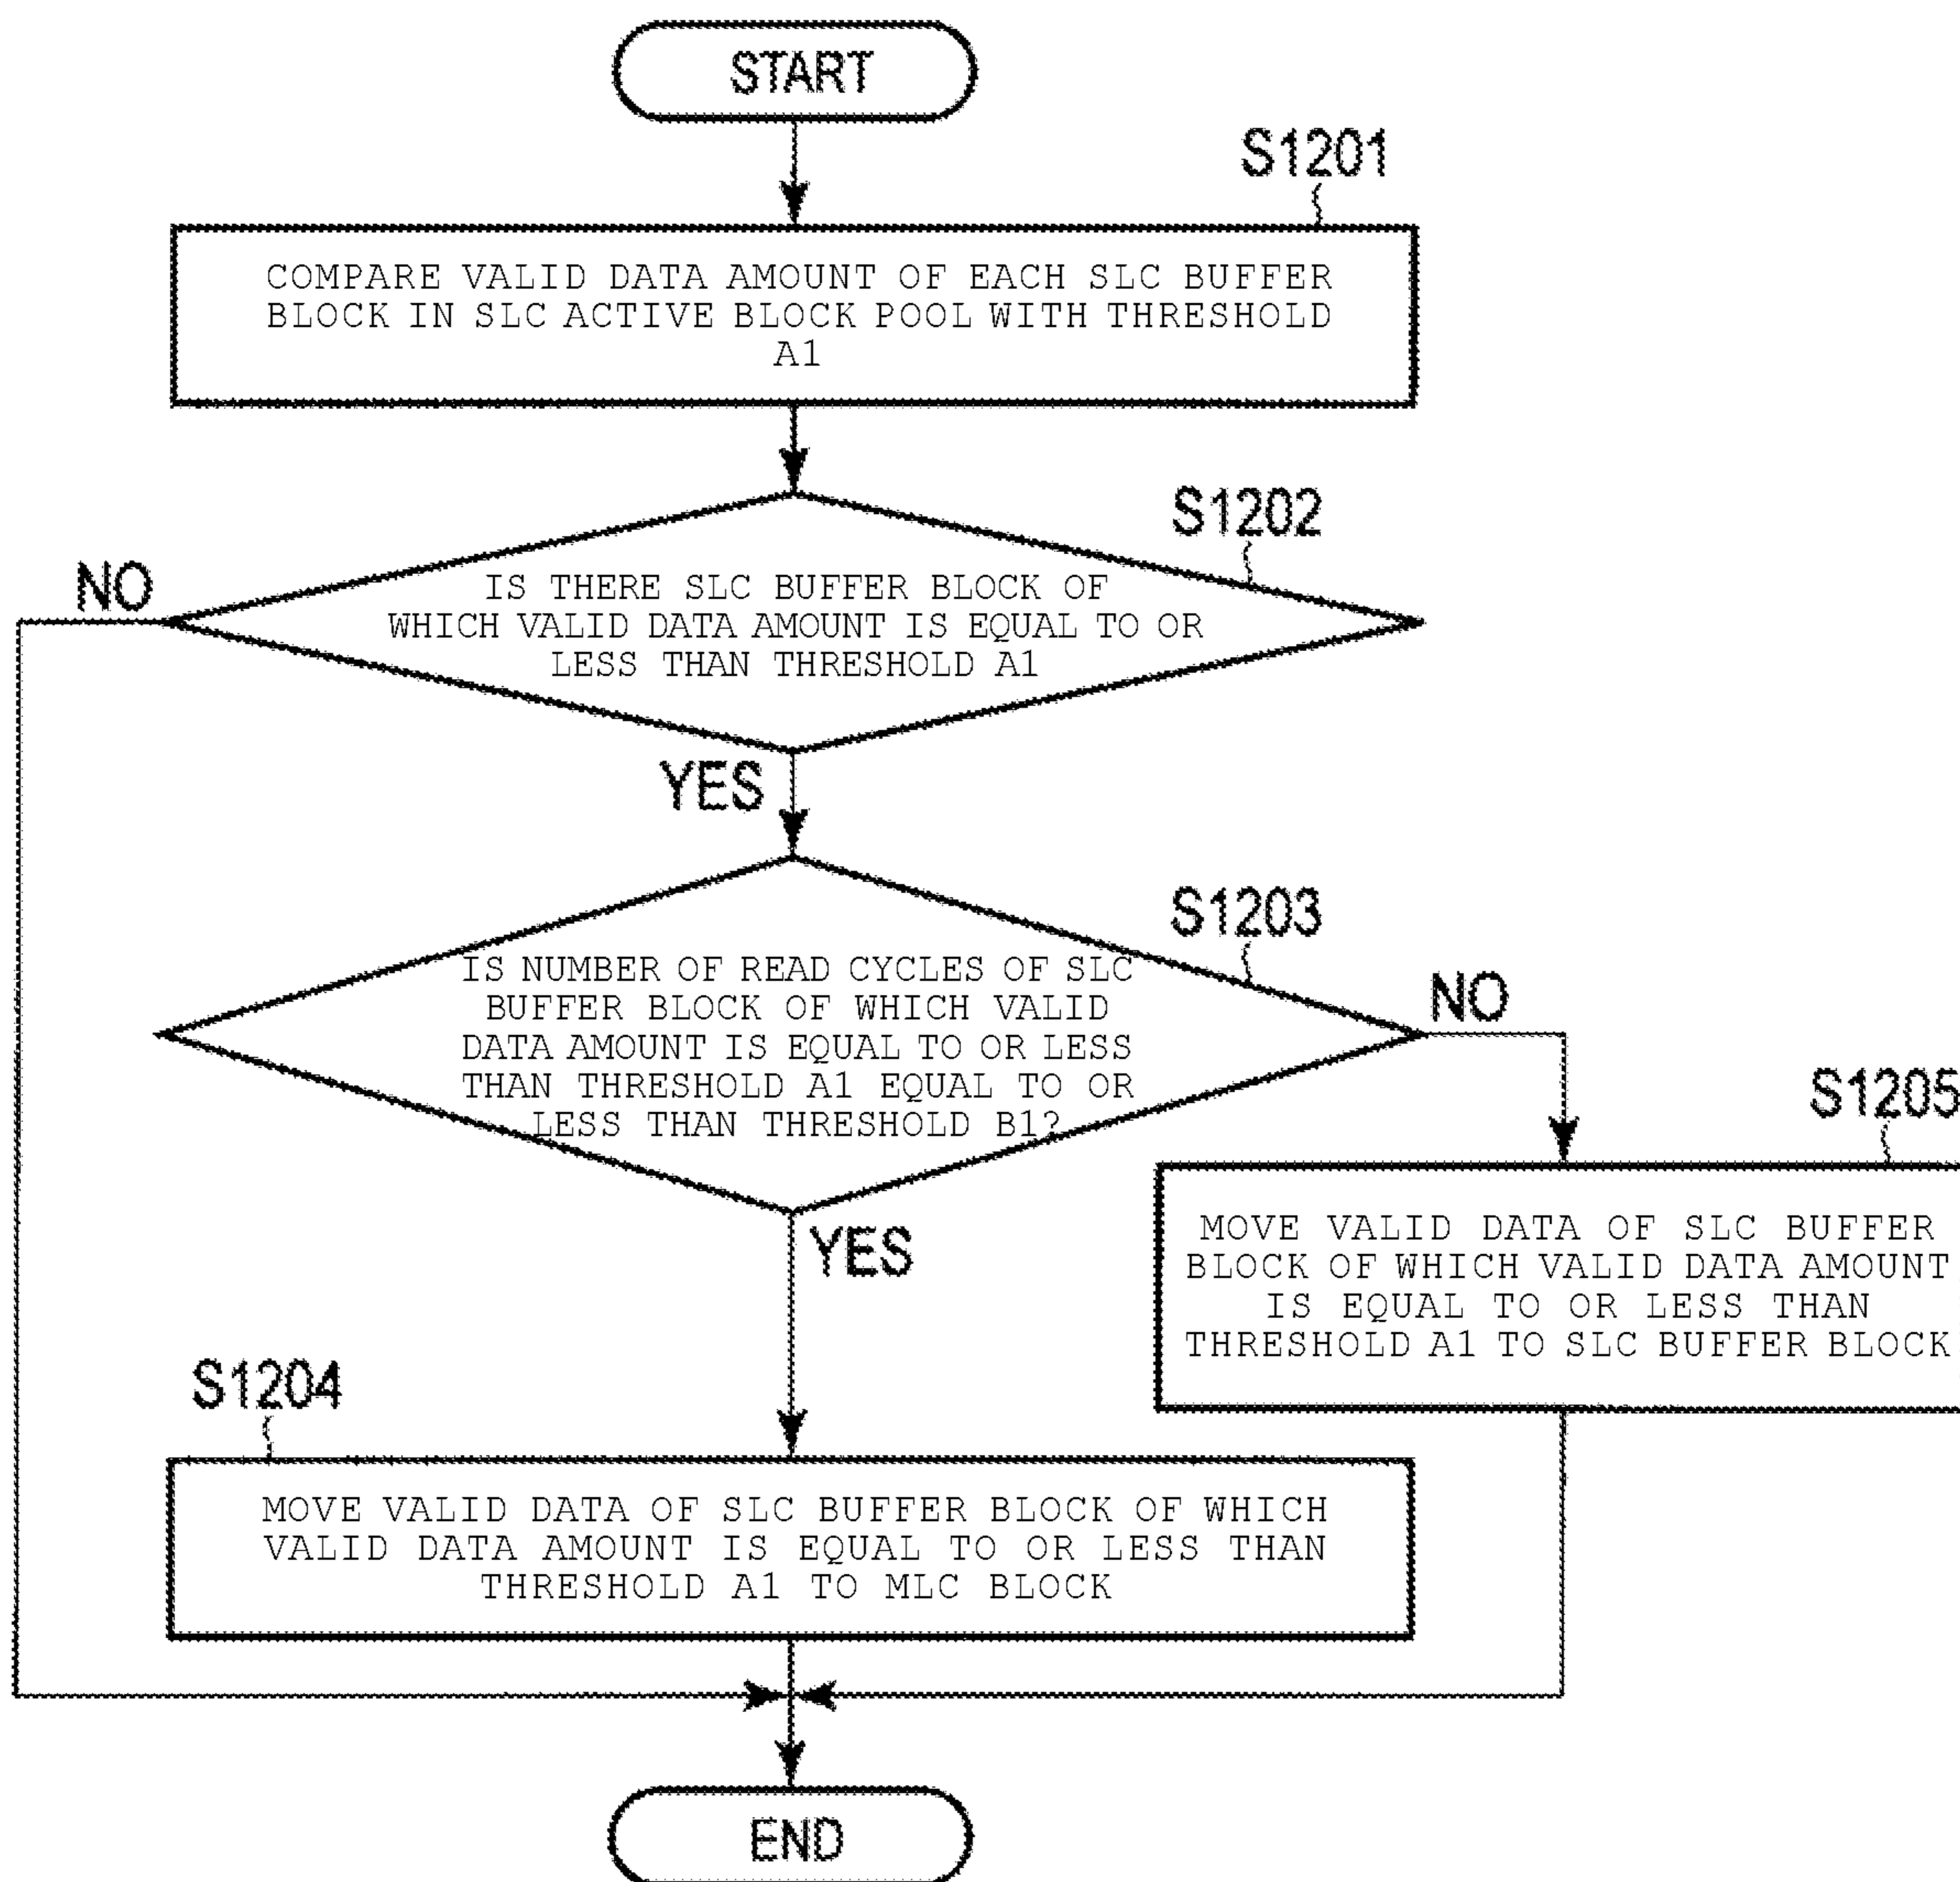 START
S1201
COMPARE VALID DATA AMOUNT OF EACH SLC BUFFER
BLOCK IN SLC ACTIVE BLOCK POOL WITH THRESHOLD
A1
S1202
NO
IS THERE SLC BUFFER BLOCK OF
WHICH VALID DATA AMOUNT IS EQUAL TO OR
LESS THAN THRESHOLD A1
YES
S1203
IS NUMBER OF READ CYCLES OF SLC
BUFFER BLOCK OF WHICH VALID
DATA AMOUNT IS EQUAL TO OR LESS
THAN THRESHOLD A1 EQUAL TO OR
LESS THAN THRESHOLD B1?
NO
YES
S1205
MOVE VALID DATA OF SLC BUFFER
BLOCK OF WHICH VALID DATA AMOUNT
IS EQUAL TO OR LESS THAN
THRESHOLD A1 TO SLC BUFFER BLOCK
S1204
MOVE VALID DATA OF SLC BUFFER BLOCK OF WHICH
VALID DATA AMOUNT IS EQUAL TO OR LESS THAN
THRESHOLD A1 TO MLC BLOCK
END